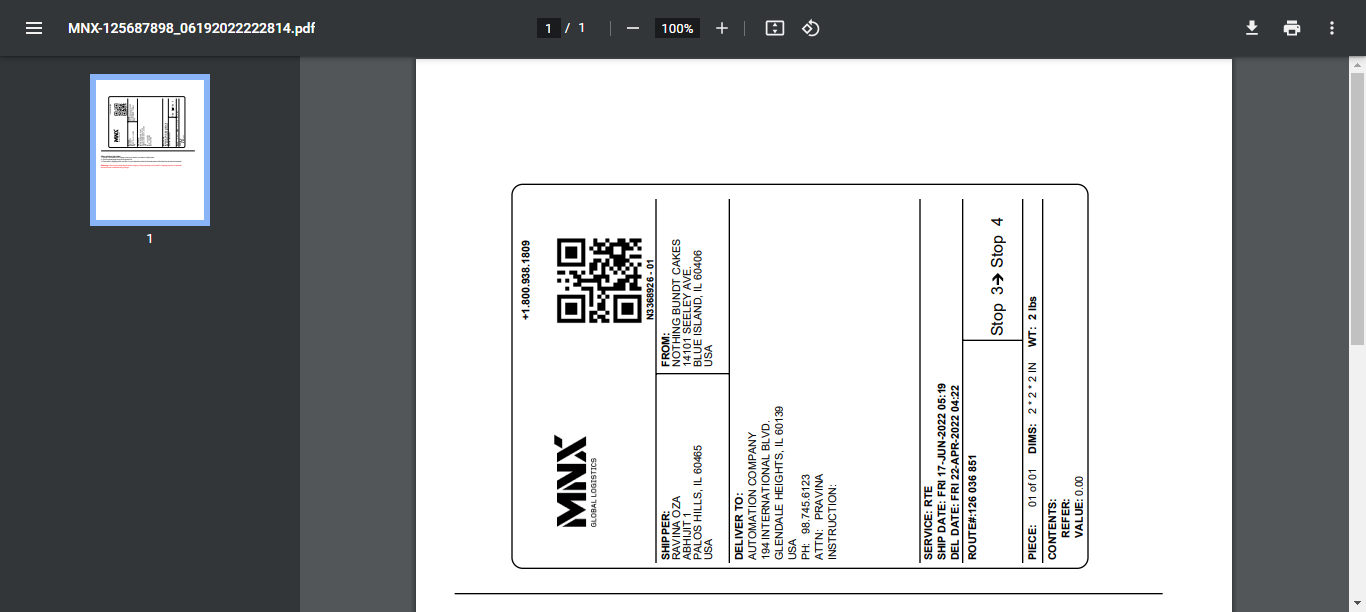 MNX-125687898_06192022222814.pdf
1 / 1
100%
1
MNX
GLOBAL LOGISTICS
+1.800.938.1809
N3368926 - 01
SHIPPER:
RAVINA OZA
ABHIJIT 1
PALOS HILLS, IL 60465
USA
FROM:
NOTHING BUNDT CAKES
14101 SEELEY AVE.
BLUE ISLAND, IL 60406
USA
DELIVER TO:
AUTOMATION COMPANY
194 INTERNATIONAL BLVD.
GLENDALE HEIGHTS, IL 60139
USA
PH: 98.745.6123
ATTN: PRAVINA
INSTRUCTION:
SERVICE: RTE
SHIP DATE: FRI 17-JUN-2022 05:19
DEL DATE: FRI 22-APR-2022 04:22
ROUTE#:126 036 851
Stop 3➔ Stop 4
PIECE: 01 of 01 DIMS: 2 * 2 * 2 IN WT: 2 lbs
CONTENTS:
REFER:
VALUE: 0.00